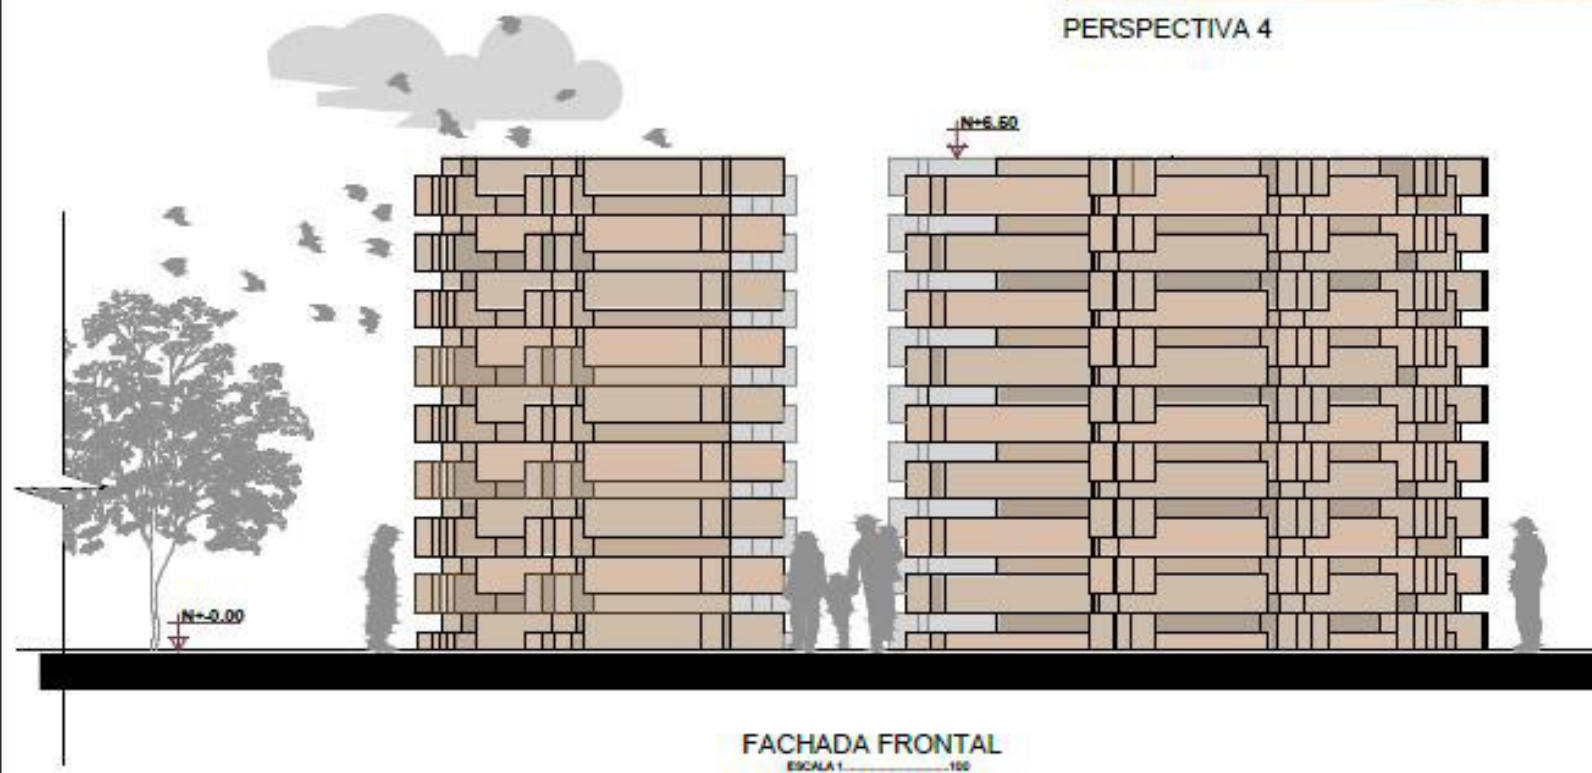 PERSPECTIVA 4
N+6.50
N+-0.00
FACHADA FRONTAL
ESCALA 1............................100